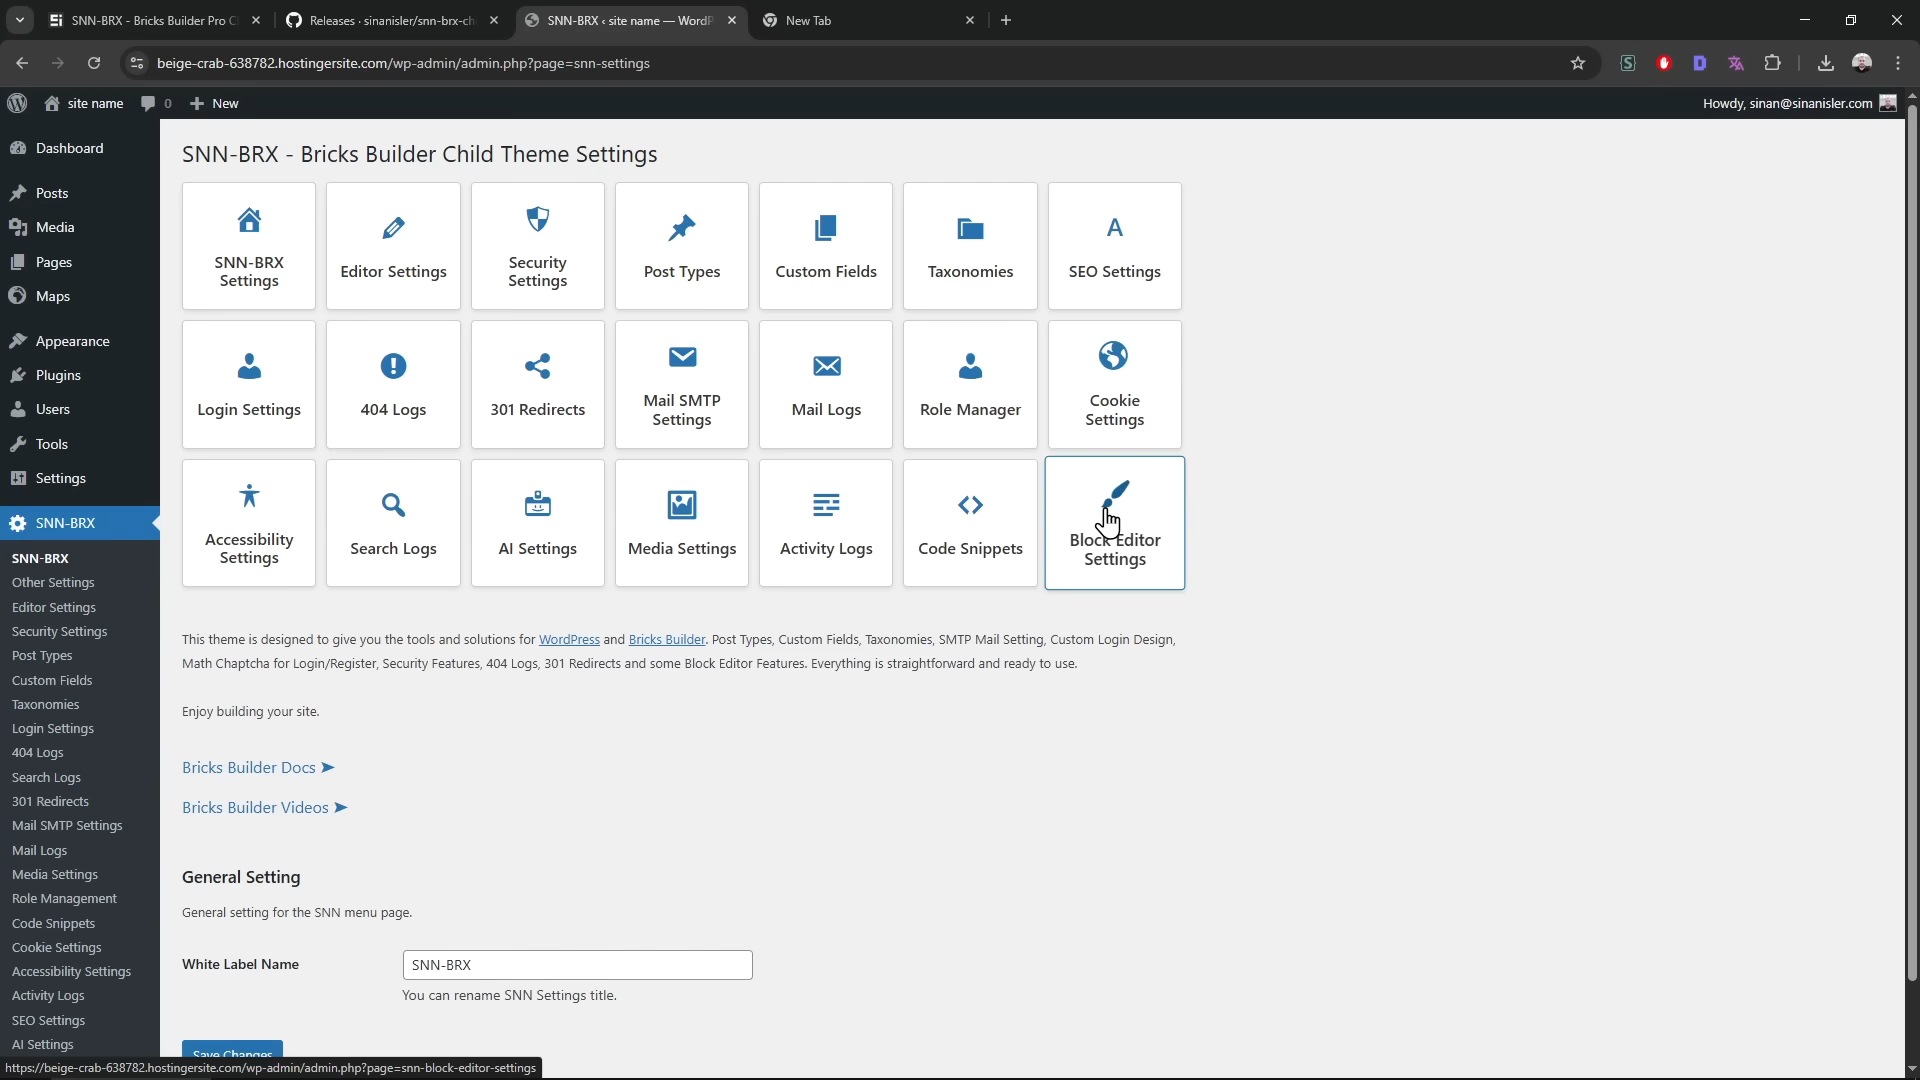 SNN-BRX - Bricks Builder Pro C
Releases · sinanisler/snn-brx-ch
SNN-BRX ‹ site name — WordP
New Tab
beige-crab-638782.hostingersite.com/wp-admin/admin.php?page=snn-settings
site name
0
New
Howdy, sinan@sinanisler.com
Dashboard
Posts
Media
Pages
Maps
Appearance
Plugins
Users
Tools
Settings
SNN-BRX
SNN-BRX
Other Settings
Editor Settings
Security Settings
Post Types
Custom Fields
Taxonomies
Login Settings
404 Logs
Search Logs
301 Redirects
Mail SMTP Settings
Mail Logs
Media Settings
Role Management
Code Snippets
Cookie Settings
Accessibility Settings
Activity Logs
SEO Settings
AI Settings
SNN-BRX - Bricks Builder Child Theme Settings
SNN-BRX
Settings
Editor Settings
Security
Settings
Post Types
Custom Fields
Taxonomies
SEO Settings
Login Settings
404 Logs
301 Redirects
Mail SMTP
Settings
Mail Logs
Role Manager
Cookie
Settings
Accessibility
Settings
Search Logs
AI Settings
Media Settings
Activity Logs
Code Snippets
Block Editor
Settings
This theme is designed to give you the tools and solutions for WordPress and Bricks Builder. Post Types, Custom Fields, Taxonomies, SMTP Mail Setting, Custom Login Design,
Math Chaptcha for Login/Register, Security Features, 404 Logs, 301 Redirects and some Block Editor Features. Everything is straightforward and ready to use.
Enjoy building your site.
Bricks Builder Docs ➤
Bricks Builder Videos ➤
General Setting
General setting for the SNN menu page.
White Label Name
SNN-BRX
You can rename SNN Settings title.
Save Changes
https://beige-crab-638782.hostingersite.com/wp-admin/admin.php?page=snn-block-editor-settings